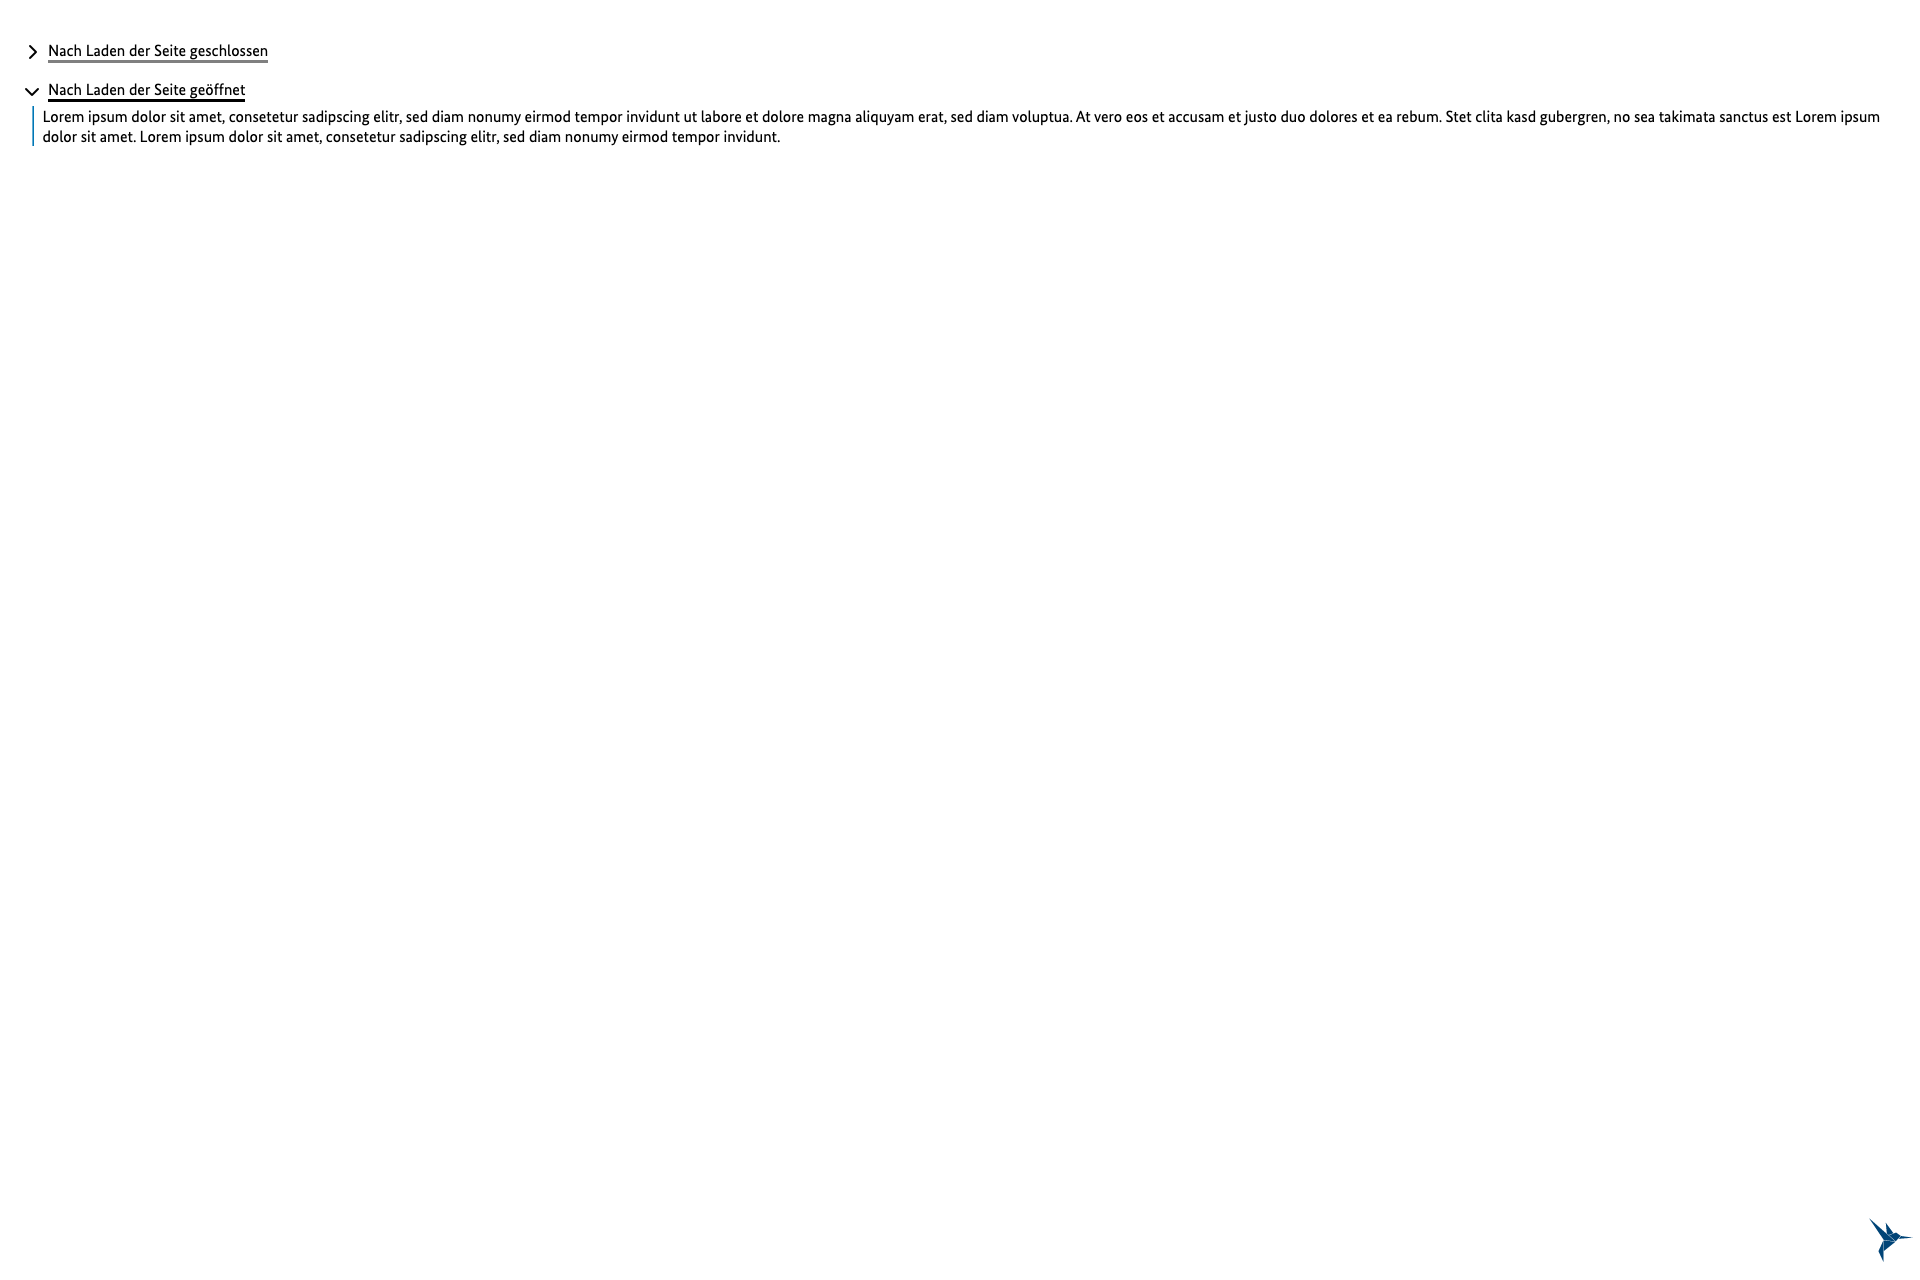 Nach Laden der Seite geschlossen
Nach Laden der Seite geöffnet
Lorem ipsum dolor sit amet, consetetur sadipscing elitr, sed diam nonumy eirmod tempor invidunt ut labore et dolore magna aliquyam erat, sed diam voluptua. At vero eos et accusam et justo duo dolores et ea rebum. Stet clita kasd gubergren, no sea takimata sanctus est Lorem ipsum
dolor sit amet. Lorem ipsum dolor sit amet, consetetur sadipscing elitr, sed diam nonumy eirmod tempor invidunt.